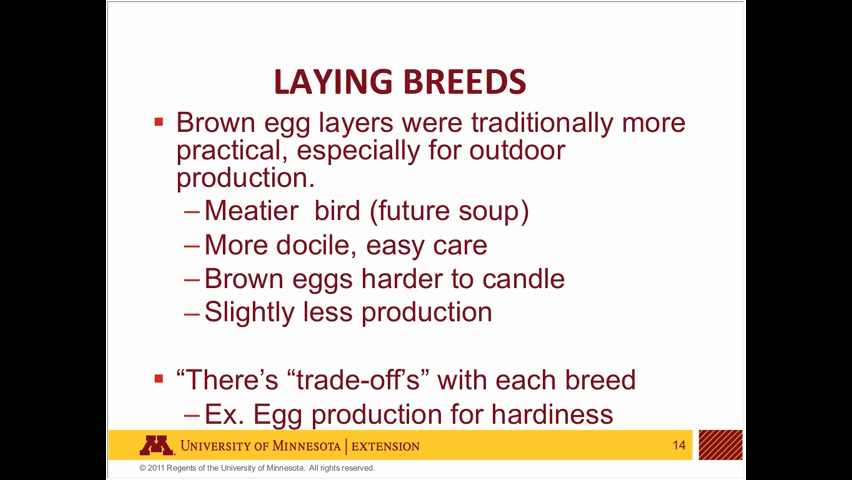 LAYING BREEDS
▪ Brown egg layers were traditionally more
practical, especially for outdoor
production.
– Meatier  bird (future soup)
– More docile, easy care
– Brown eggs harder to candle
– Slightly less production
▪ “There’s “trade-off’s” with each breed
– Ex. Egg production for hardiness
M UNIVERSITY OF MINNESOTA | EXTENSION
14
© 2011 Regents of the University of Minnesota. All rights reserved.